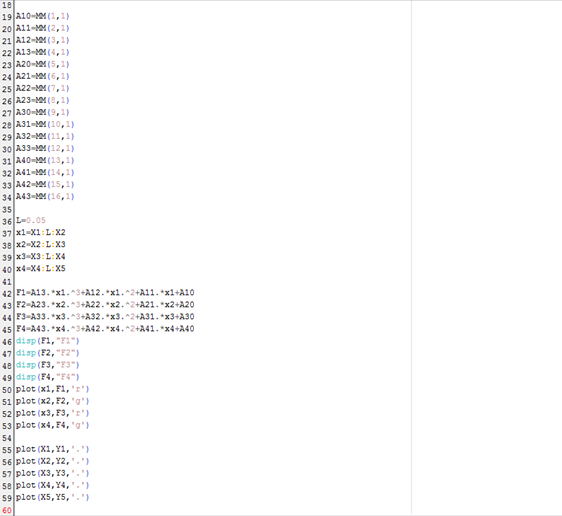 18
19 A10=MM(1,1)
20 A11=MM(2,1)
21 A12=MM(3,1)
22 A13=MM(4,1)
23 A20=MM(5,1)
24 A21=MM(6,1)
25 A22=MM(7,1)
26 A23=MM(8,1)
27 A30=MM(9,1)
28 A31=MM(10,1)
29 A32=MM(11,1)
30 A33=MM(12,1)
31 A40=MM(13,1)
32 A41=MM(14,1)
33 A42=MM(15,1)
34 A43=MM(16,1)
35
36 L=0.05
37 x1=X1:L:X2
38 x2=X2:L:X3
39 x3=X3:L:X4
40 x4=X4:L:X5
41
42 F1=A13.*x1.^3+A12.*x1.^2+A11.*x1+A10
43 F2=A23.*x2.^3+A22.*x2.^2+A21.*x2+A20
44 F3=A33.*x3.^3+A32.*x3.^2+A31.*x3+A30
45 F4=A43.*x4.^3+A42.*x4.^2+A41.*x4+A40
46 disp(F1,"F1")
47 disp(F2,"F2")
48 disp(F3,"F3")
49 disp(F4,"F4")
50 plot(x1,F1,'r')
51 plot(x2,F2,'g')
52 plot(x3,F3,'r')
53 plot(x4,F4,'g')
54
55 plot(X1,Y1,'.')
56 plot(X2,Y2,'.')
57 plot(X3,Y3,'.')
58 plot(X4,Y4,'.')
59 plot(X5,Y5,'.')
60